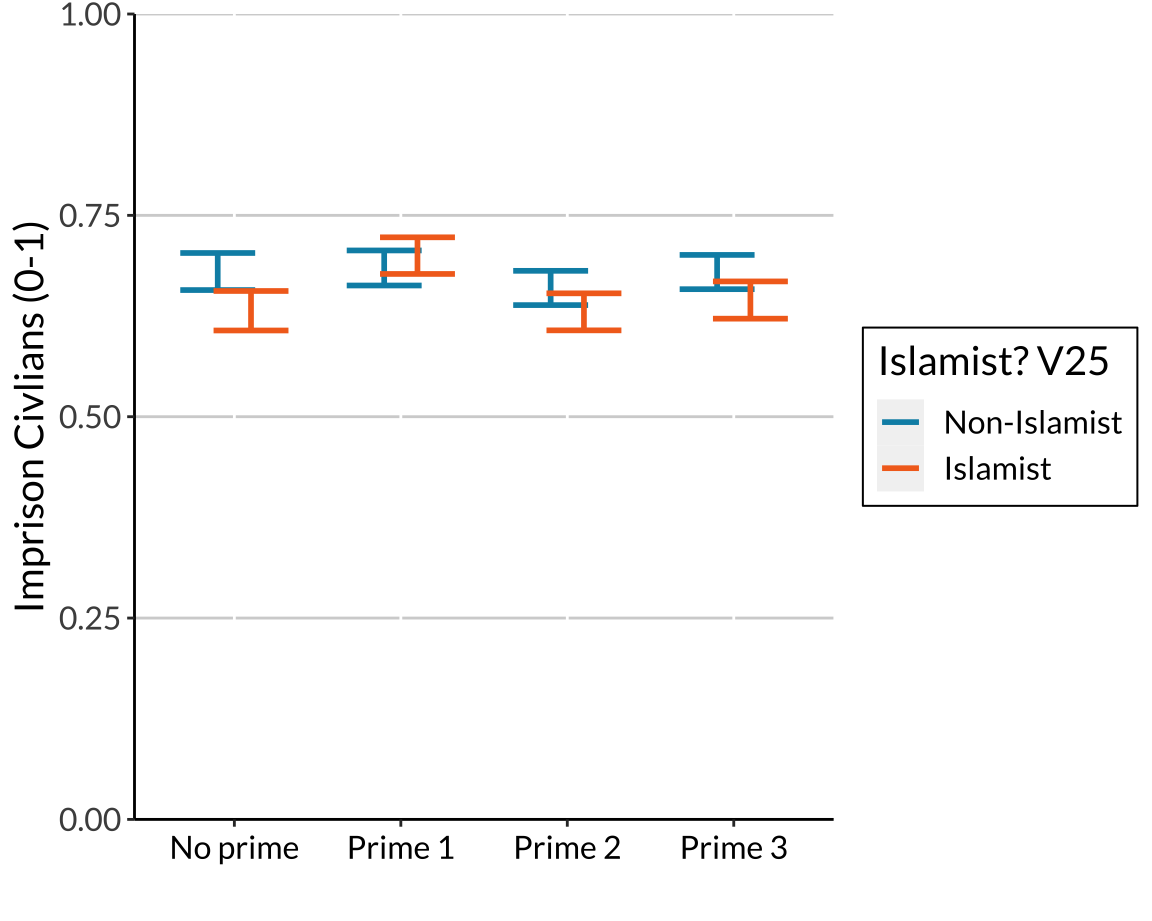 1.00
0.75
0.50
0.25
0.00
Imprison Civlians (0-1)
No prime
Prime 1
Prime 2
Prime 3
Islamist? V25
Non-Islamist
Islamist